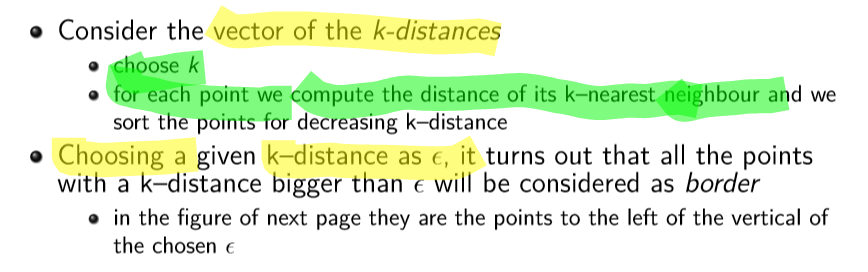 Consider the vector of the k-distances
choose k
for each point we compute the distance of its k–nearest neighbour and we
sort the points for decreasing k–distance
Choosing a given k–distance as ϵ, it turns out that all the points
with a k–distance bigger than ϵ will be considered as border
in the figure of next page they are the points to the left of the vertical of
the chosen ϵ